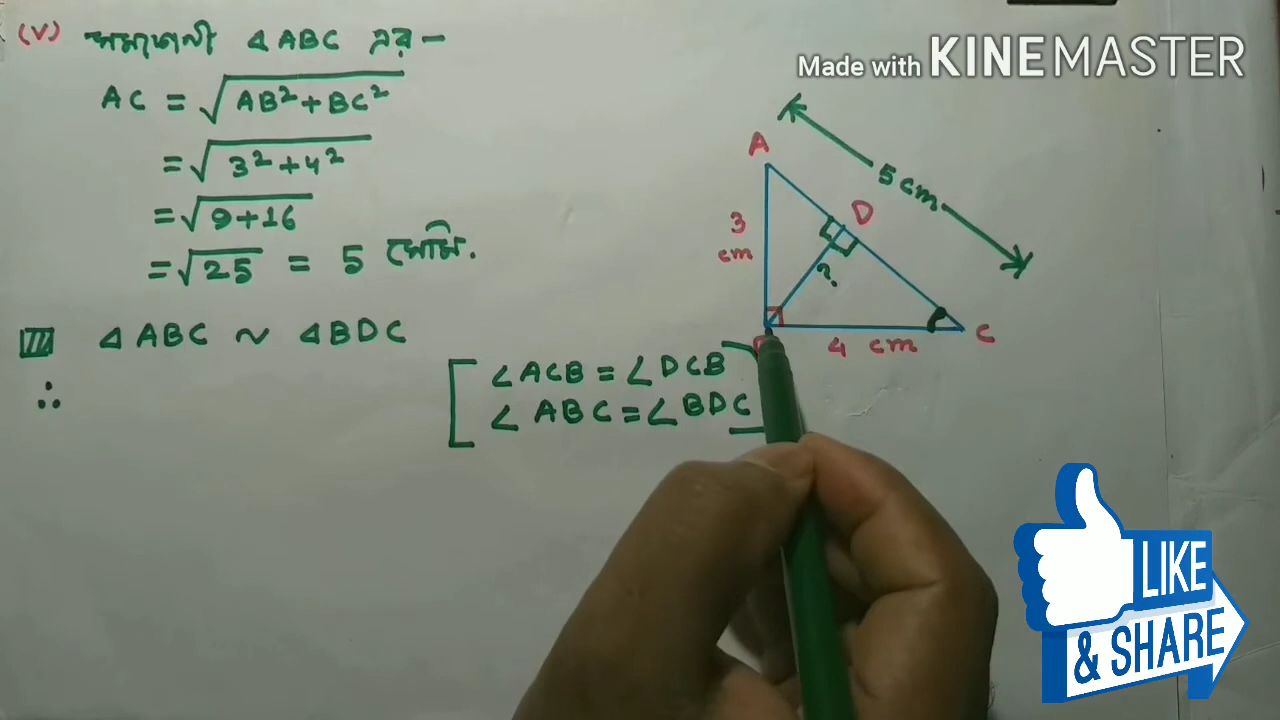 (v) সমকোণী △ ABC এর -
AC = √AB² + BC²
= √3² + 4²
= √9+16
= √25 = 5 সেমি.
△ ABC ~ △ BDC
∴
[ ∠ACB = ∠DCB
∠ABC = ∠BDC ]
Made with KINEMASTER
A
5 cm
D
3
cm
?
C
4 cm
LIKE
& SHARE